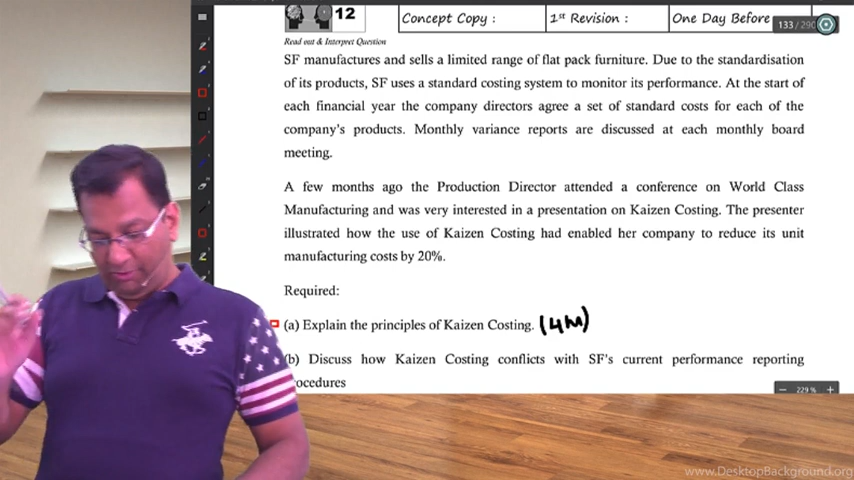 12
Concept Copy :
1st Revision :
One Day Before
133 / 290
Read out & Interpret Question
SF manufactures and sells a limited range of flat pack furniture. Due to the standardisation
of its products, SF uses a standard costing system to monitor its performance. At the start of
each financial year the company directors agree a set of standard costs for each of the
company's products. Monthly variance reports are discussed at each monthly board
meeting.
A few months ago the Production Director attended a conference on World Class
Manufacturing and was very interested in a presentation on Kaizen Costing. The presenter
illustrated how the use of Kaizen Costing had enabled her company to reduce its unit
manufacturing costs by 20%.
Required:
(a) Explain the principles of Kaizen Costing. (4M)
(b) Discuss how Kaizen Costing conflicts with SF's current performance reporting
rocedures
229 %
www.DesktopBackground.org